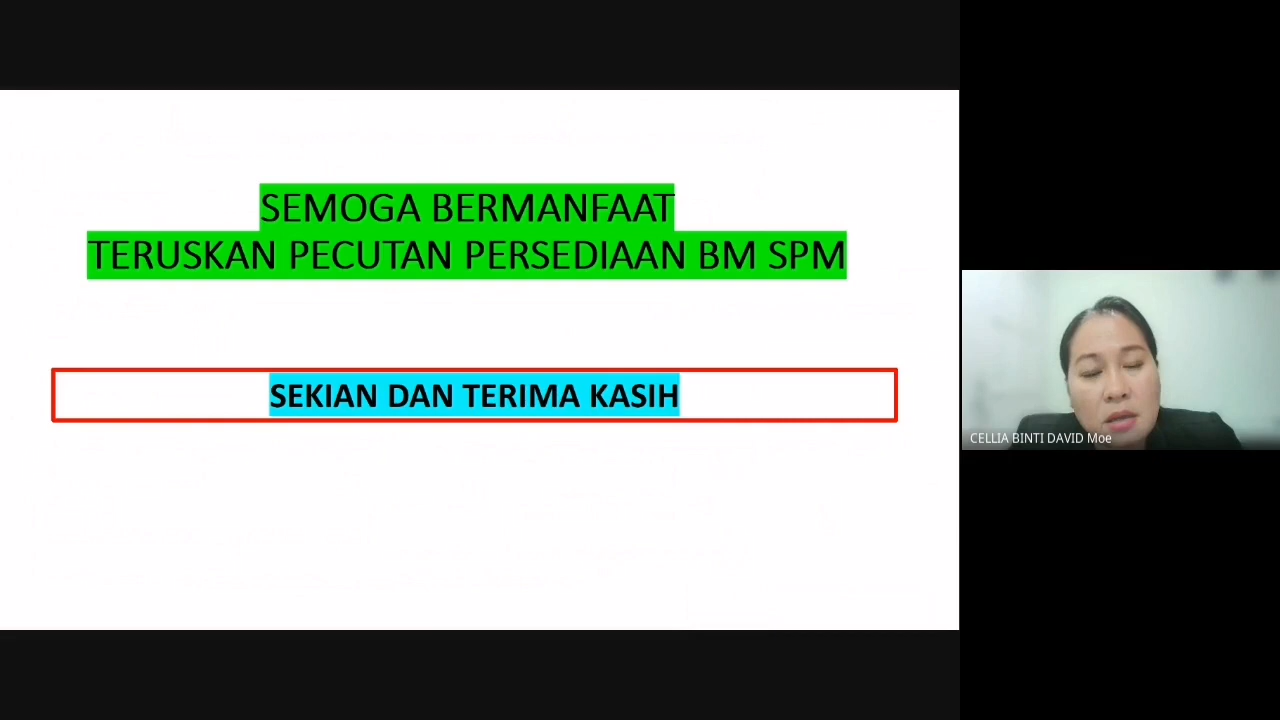 SEMOGA BERMANFAAT
TERUSKAN PECUTAN PERSEDIAAN BM SPM
SEKIAN DAN TERIMA KASIH
CELLIA BINTI DAVID Moe